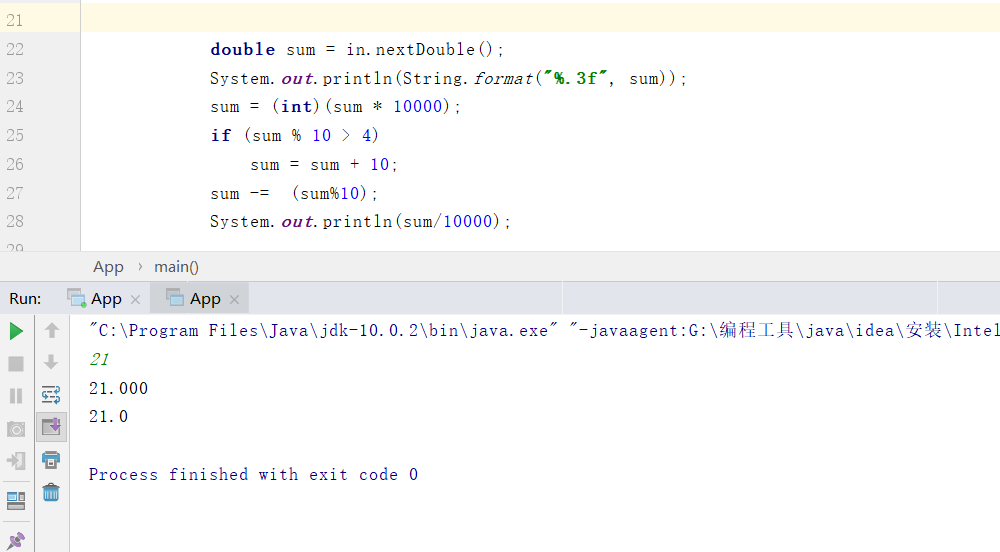 21
22 double sum = in.nextDouble();
23 System.out.println(String.format("%.3f", sum));
24 sum = (int)(sum * 10000);
25 if (sum % 10 > 4)
26 sum = sum + 10;
27 sum -= (sum%10);
28 System.out.println(sum/10000);
29
App › main()
Run: App × App ×
"C:\Program Files\Java\jdk-10.0.2\bin\java.exe" "-javaagent:G:\编程工具\java\idea\安装\Intel
21
21.000
21.0
Process finished with exit code 0